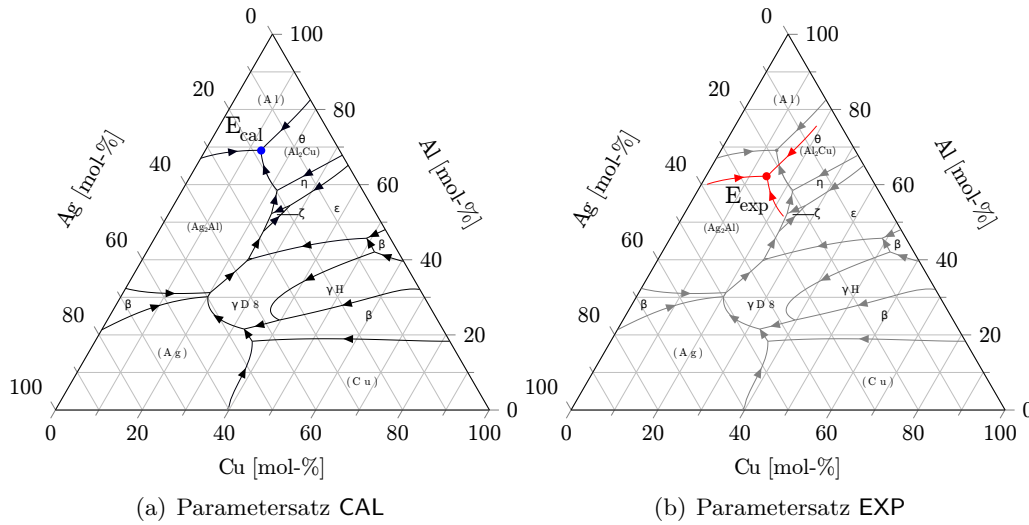 0
100
20
(Al)
80
E_cal
θ
(Al₂Cu)
40
60
η
Ag [mol-%]
Al [mol-%]
ζ
ε
(Ag₂Al)
60
β
40
γH
β
γD8
β
80
20
(Ag)
(Cu)
100
0
0
20
40
60
80
100
Cu [mol-%]
(a) Parametersatz CAL
0
100
20
(Al)
80
θ
(Al₂Cu)
40
60
η
E_exp
Ag [mol-%]
Al [mol-%]
ζ
ε
(Ag₂Al)
60
β
40
γH
β
γD8
β
80
20
(Ag)
(Cu)
100
0
0
20
40
60
80
100
Cu [mol-%]
(b) Parametersatz EXP